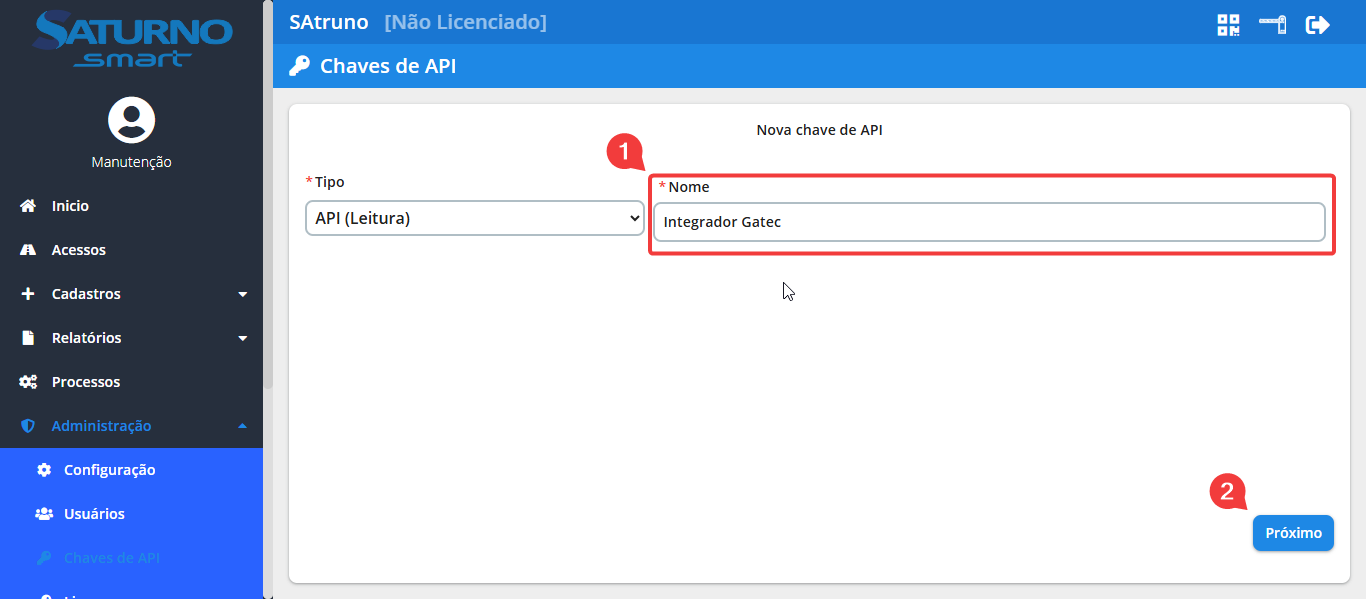 SATURNO
smart
Manutenção
Inicio
Acessos
Cadastros
Relatórios
Processos
Administração
Configuração
Usuários
Chaves de API
SAtruno [Não Licenciado]
Chaves de API
Nova chave de API
1
*Tipo
API (Leitura)
*Nome
Integrador Gatec
2
Próximo